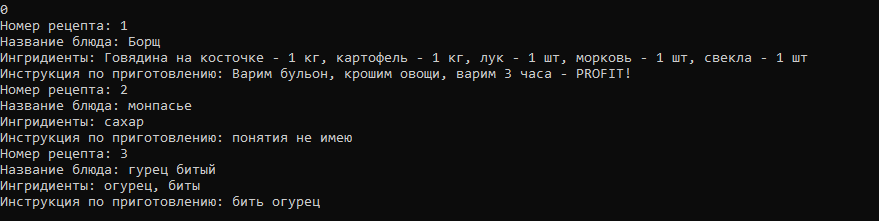 0
Номер рецепта: 1
Название блюда: Борщ
Ингридиенты: Говядина на косточке - 1 кг, картофель - 1 кг, лук - 1 шт, морковь - 1 шт, свекла - 1 шт
Инструкция по приготовлению: Варим бульон, крошим овощи, варим 3 часа - PROFIT!
Номер рецепта: 2
Название блюда: монпасье
Ингридиенты: сахар
Инструкция по приготовлению: понятия не имею
Номер рецепта: 3
Название блюда: гурец битый
Ингридиенты: огурец, биты
Инструкция по приготовлению: бить огурец